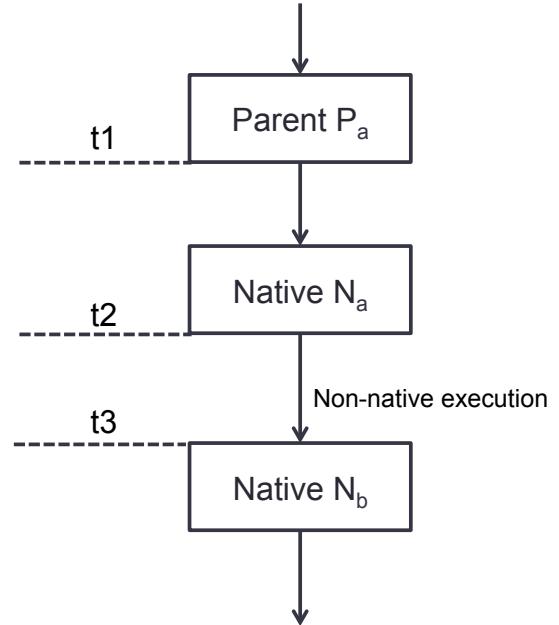 Parent Pa
t1
Native Na
t2
Non-native execution
t3
Native Nb